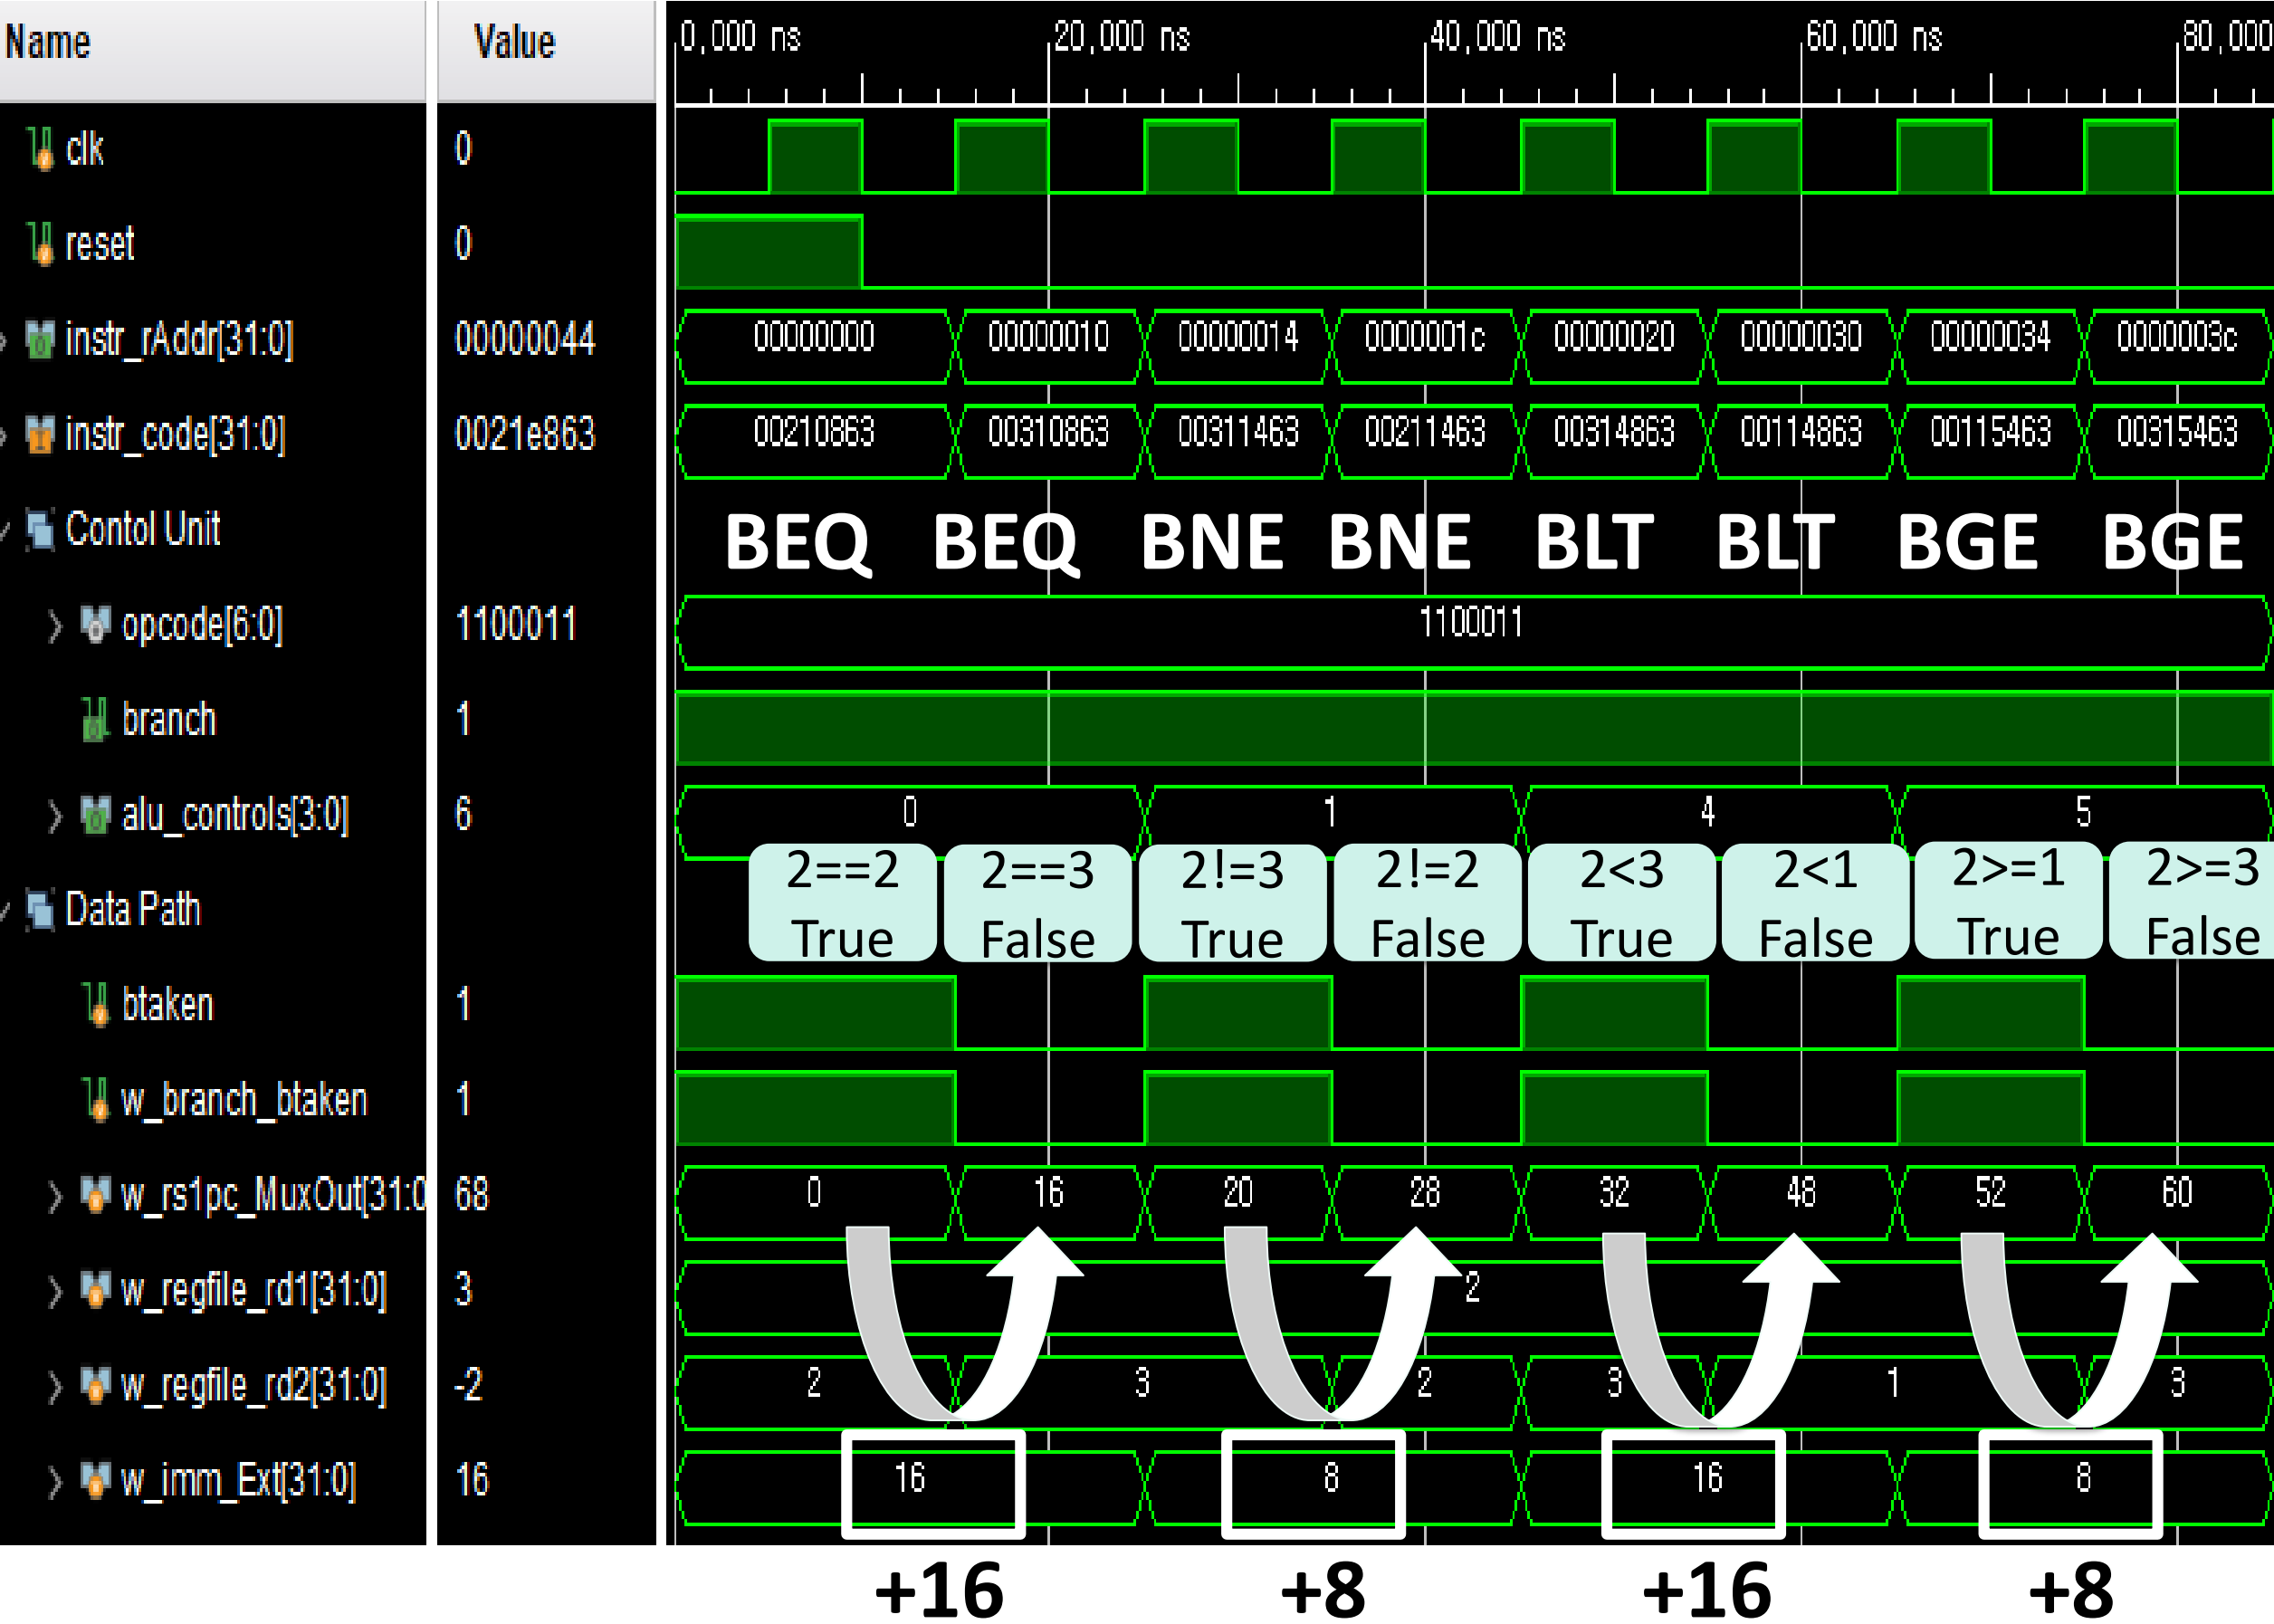 Name Value 0,000 ns 20,000 ns 40,000 ns 60,000 ns 80,000
clk 0
reset 0
instr_rAddr[31:0] 00000044 00000000 00000010 00000014 0000001c 00000020 00000030 00000034 0000003c
instr_code[31:0] 0021e863 00210863 00310863 00311463 00211463 00314863 00114863 00115463 00315463
Contol Unit BEQ BEQ BNE BNE BLT BLT BGE BGE
opcode[6:0] 1100011 1100011
branch 1
alu_controls[3:0] 6 0 1 4 5
2==2 2==3 2!=3 2!=2 2<3 2<1 2>=1 2>=3
Data Path
True False True False True False True False
btaken 1
w_branch_btaken 1
w_rs1pc_MuxOut[31:0 68 0 16 20 28 32 48 52 60
w_regfile_rd1[31:0] 3 2
w_regfile_rd2[31:0] -2 2 3 2 3 1 3
w_imm_Ext[31:0] 16 16 8 16 8
+16 +8 +16 +8